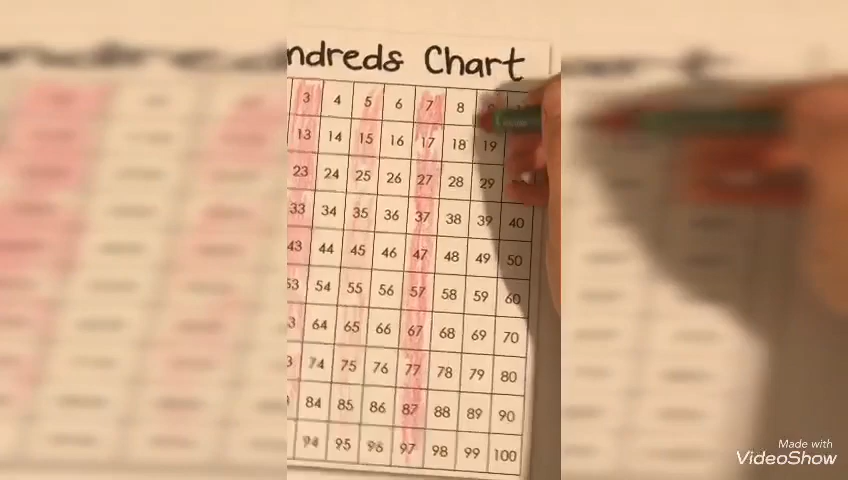 ndreds Chart
3 4 5 6 7 8
13 14 15 16 17 18 19
23 24 25 26 27 28 29
33 34 35 36 37 38 39 40
43 44 45 46 47 48 49 50
53 54 55 56 57 58 59 60
3 64 65 66 67 68 69 70
3 74 75 76 77 78 79 80
84 85 86 87 88 89 90
94 95 96 97 98 99 100
Made with
VideoShow